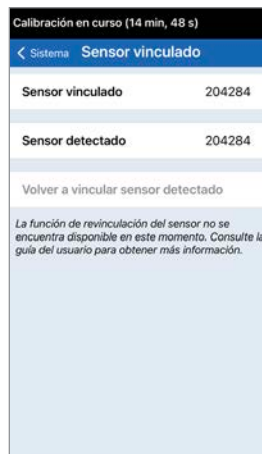 Calibración en curso (14 min, 48 s)
Sistema Sensor vinculado
Sensor vinculado 204284
Sensor detectado 204284
Volver a vincular sensor detectado
La función de revinculación del sensor no se
encuentra disponible en este momento. Consulte la
guía del usuario para obtener más información.